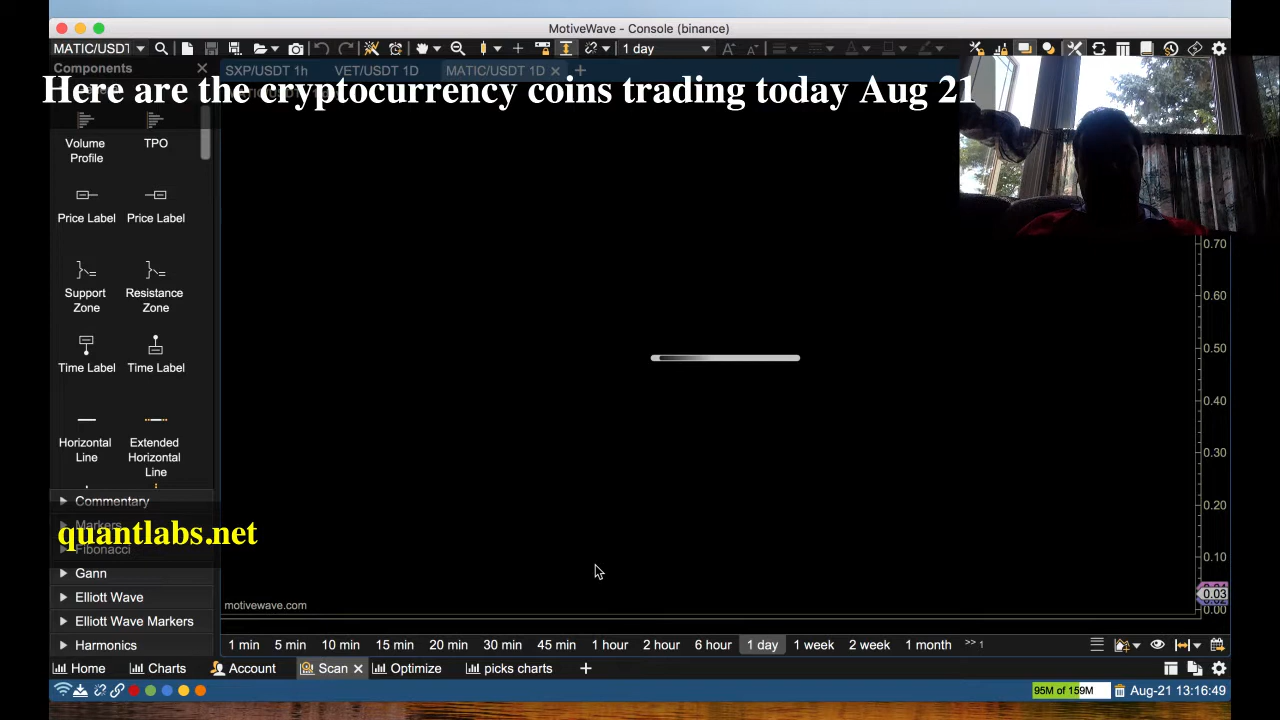 MotiveWave - Console (binance)
MATIC/USDT
1 day
Components
SXP/USDT 1h
VET/USDT 1D
MATIC/USDT 1D
Here are the cryptocurrency coins trading today Aug 21
Volume
Profile
TPO
Price Label
Price Label
Support
Zone
Resistance
Zone
Time Label
Time Label
Horizontal
Line
Extended
Horizontal
Line
Commentary
Markers
quantlabs.net
Fibonacci
Gann
Elliott Wave
Elliott Wave Markers
Harmonics
0.70
0.60
0.50
0.40
0.30
0.20
0.10
0.03
0.00
motivewave.com
1 min
5 min
10 min
15 min
20 min
30 min
45 min
1 hour
2 hour
6 hour
1 day
1 week
2 week
1 month
>> 1
Home
Charts
Account
Scan
Optimize
picks charts
95M of 159M
Aug-21 13:16:49